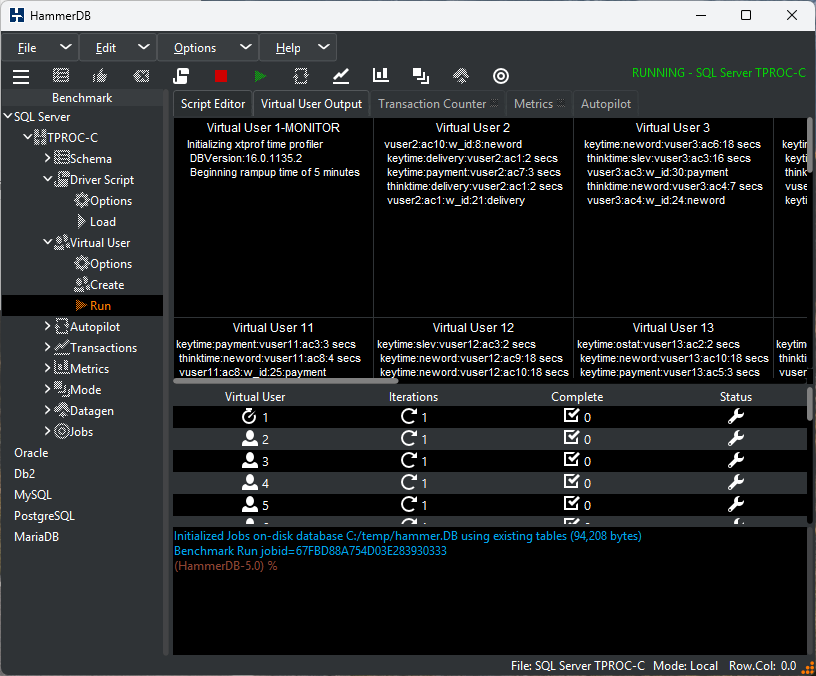 HammerDB
File Edit Options Help
RUNNING - SQL Server TPROC-C
Benchmark
SQL Server
TPROC-C
Schema
Driver Script
Options
Load
Virtual User
Options
Create
Run
Autopilot
Transactions
Metrics
Mode
Datagen
Jobs
Oracle
Db2
MySQL
PostgreSQL
MariaDB
Script Editor Virtual User Output Transaction Counter Metrics Autopilot
Virtual User 1-MONITOR
Initializing xtprof time profiler
DBVersion:16.0.1135.2
Beginning rampup time of 5 minutes
Virtual User 2
vuser2:ac10:w_id:8:neword
keytime:delivery:vuser2:ac1:2 secs
keytime:payment:vuser2:ac7:3 secs
thinktime:delivery:vuser2:ac1:2 secs
vuser2:ac1:w_id:21:delivery
Virtual User 3
keytime:neword:vuser3:ac6:18 secs
thinktime:slev:vuser3:ac3:16 secs
vuser3:ac3:w_id:30:payment
thinktime:neword:vuser3:ac4:7 secs
vuser3:ac4:w_id:24:neword
Virtual User 11
keytime:payment:vuser11:ac3:3 secs
thinktime:neword:vuser11:ac8:4 secs
vuser11:ac8:w_id:25:payment
Virtual User 12
keytime:slev:vuser12:ac3:2 secs
keytime:neword:vuser12:ac9:18 secs
keytime:neword:vuser12:ac10:18 secs
Virtual User 13
keytime:ostat:vuser13:ac2:2 secs
thinktime:neword:vuser13:ac10:18 secs
keytime:payment:vuser13:ac5:3 secs
Virtual User Iterations Complete Status
1 1 0
2 1 0
3 1 0
4 1 0
5 1 0
Initialized Jobs on-disk database C:/temp/hammer.DB using existing tables (94,208 bytes)
Benchmark Run jobid=67FBD88A754D03E283930333
(HammerDB-5.0) %
File: SQL Server TPROC-C Mode: Local Row.Col: 0.0